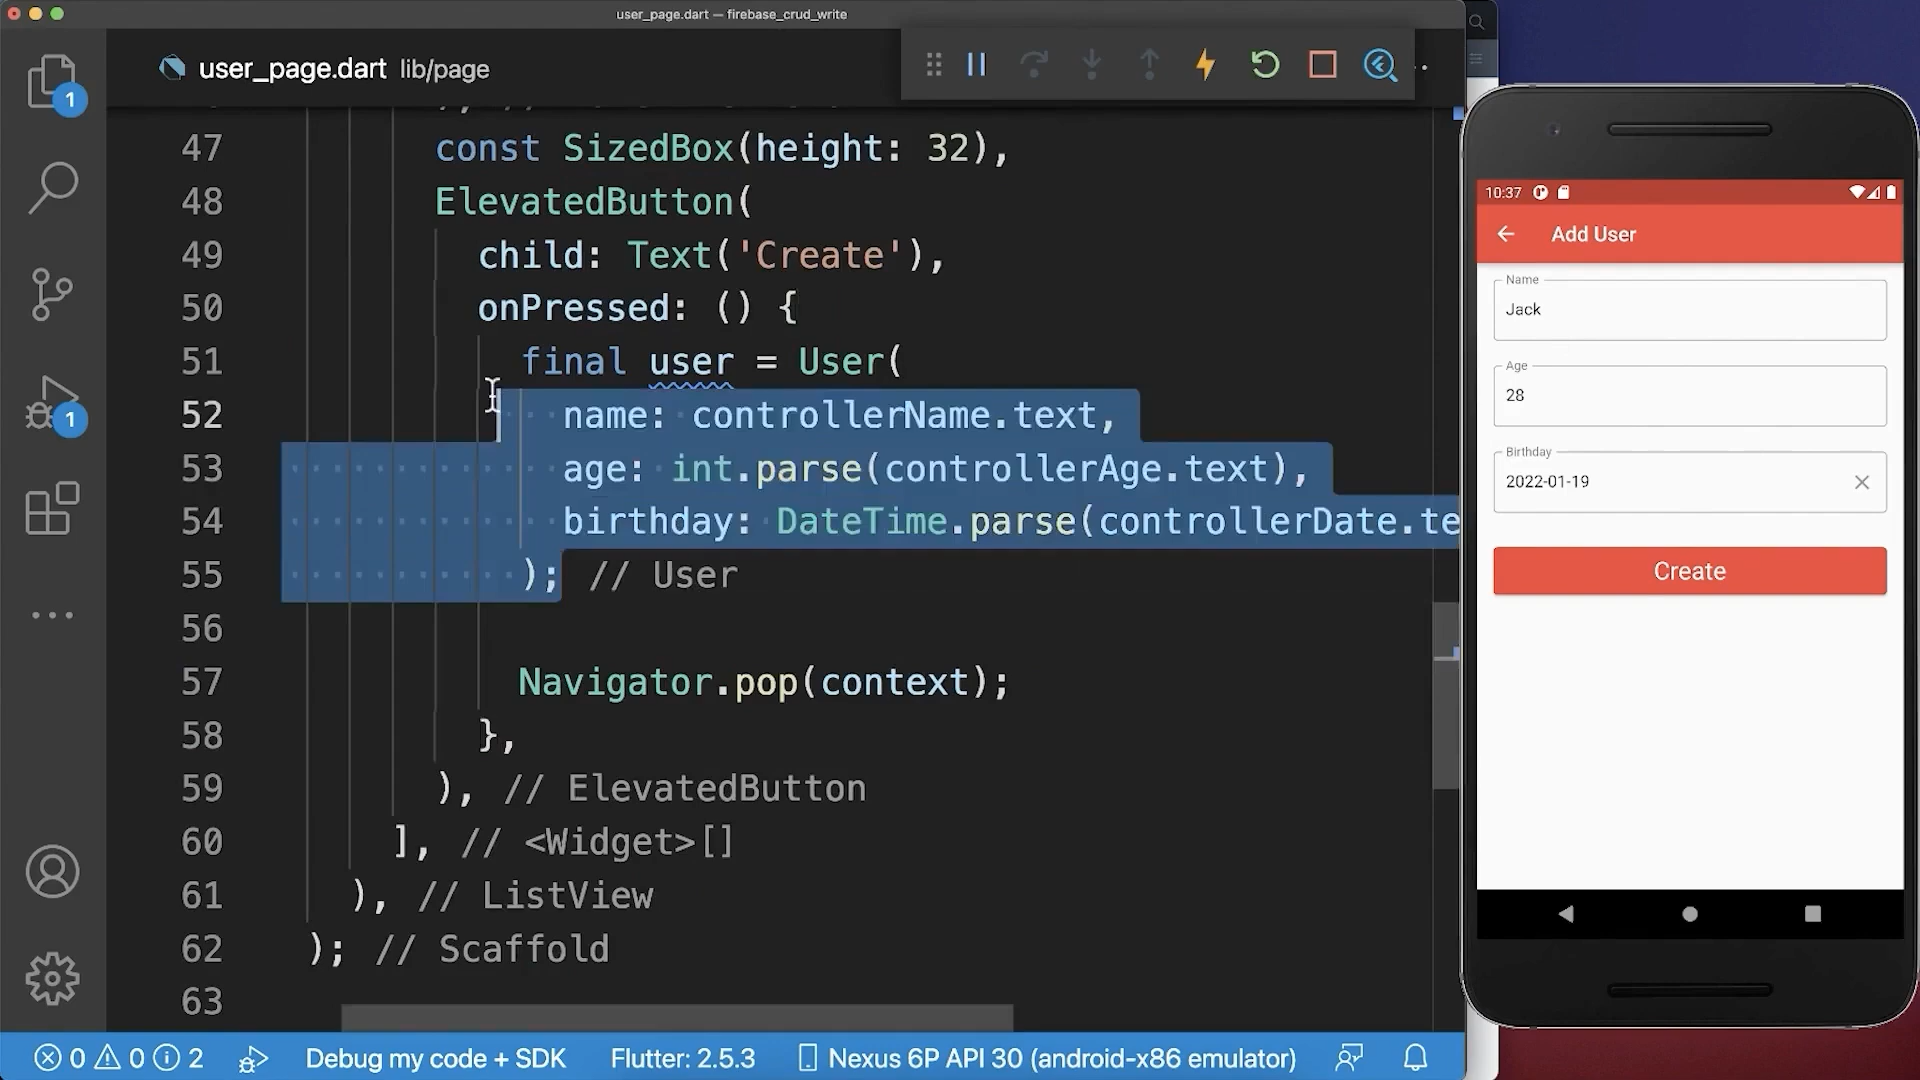 user_page.dart — firebase_crud_write
user_page.dart lib/page
1
1
47 const SizedBox(height: 32),
48 ElevatedButton(
49 child: Text('Create'),
50 onPressed: () {
51 final user = User(
52 name: controllerName.text,
53 age: int.parse(controllerAge.text),
54 birthday: DateTime.parse(controllerDate.te
55 ); // User
56
57 Navigator.pop(context);
58 },
59 ), // ElevatedButton
60 ], // <Widget>[]
61 ), // ListView
62 ); // Scaffold
63
0 0 2 Debug my code + SDK Flutter: 2.5.3 Nexus 6P API 30 (android-x86 emulator)
10:37
Add User
Name
Jack
Age
28
Birthday
2022-01-19
Create